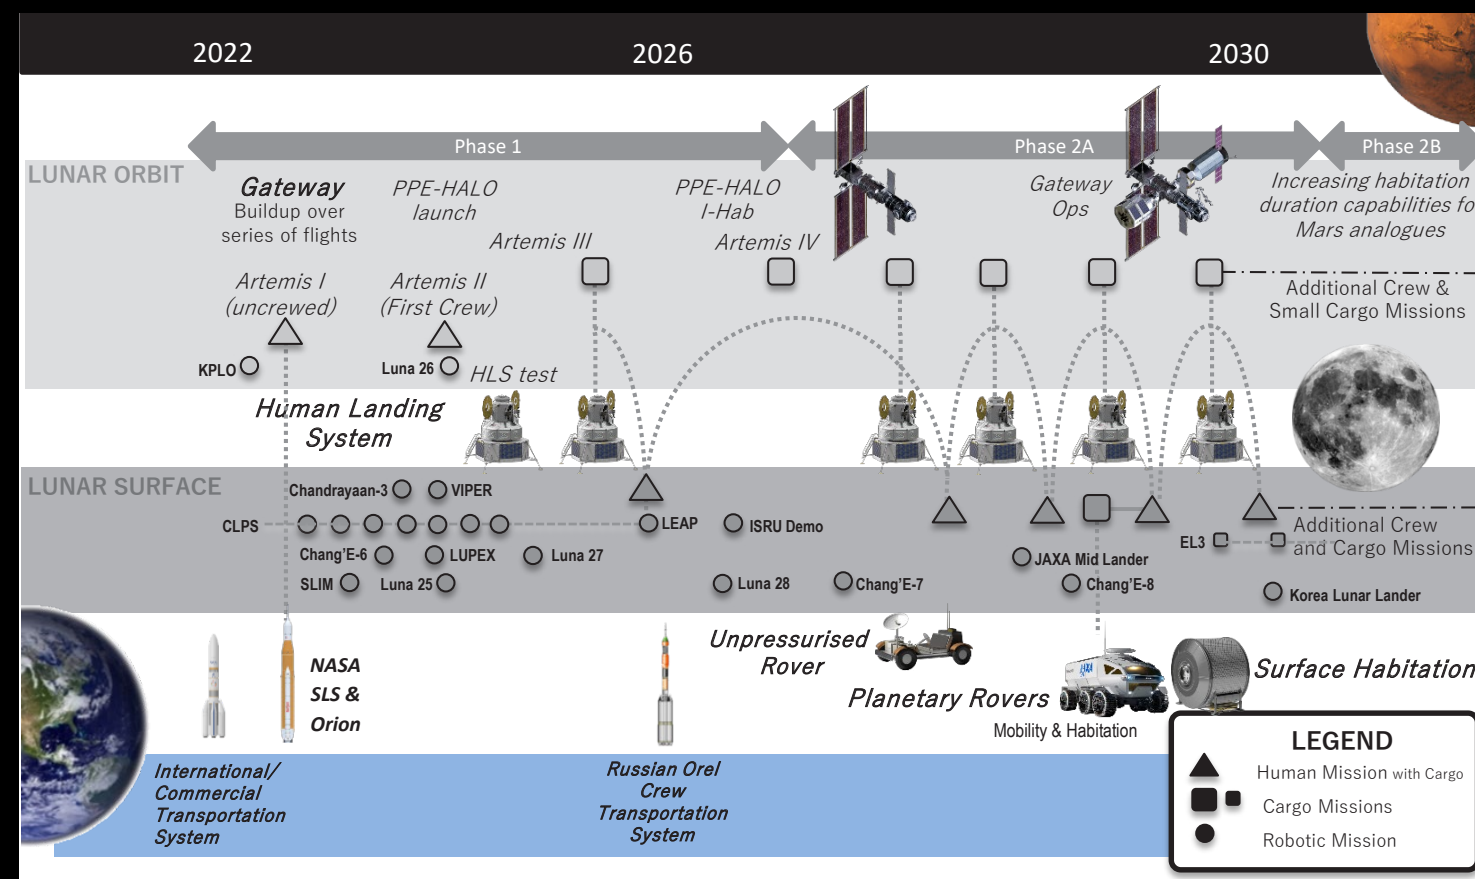 2022
2026
2030
Phase 1
Phase 2A
Phase 2B
LUNAR ORBIT
Gateway
Buildup over
series of flights
PPE-HALO
launch
PPE-HALO
I-Hab
Gateway
Ops
Increasing habitation
duration capabilities fo
Mars analogues
Artemis III
Artemis IV
Artemis I
(uncrewed)
Artemis II
(First Crew)
Additional Crew &
Small Cargo Missions
KPLO
Luna 26
HLS test
Human Landing
System
LUNAR SURFACE
Chandrayaan-3
VIPER
CLPS
LEAP
ISRU Demo
Additional Crew
and Cargo Missions
EL3
Chang'E-6
LUPEX
Luna 27
JAXA Mid Lander
SLIM
Luna 25
Luna 28
Chang'E-7
Chang'E-8
Korea Lunar Lander
NASA
SLS &
Orion
Unpressurised
Rover
Planetary Rovers
Mobility & Habitation
JAXA
Surface Habitation
International/
Commercial
Transportation
System
Russian Orel
Crew
Transportation
System
LEGEND
Human Mission with Cargo
Cargo Missions
Robotic Mission